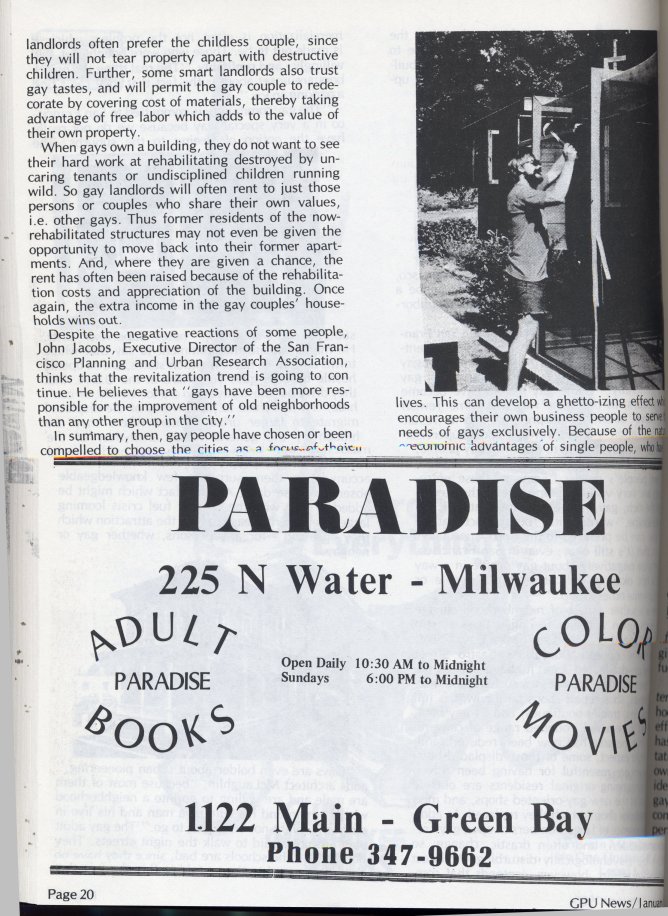 landlords often prefer the childless couple, since
they will not tear property apart with destructive
children. Further, some smart landlords also trust
gay tastes, and will permit the gay couple to rede-
corate by covering cost of materials, thereby taking
advantage of free labor which adds to the value of
their own property.
When gays own a building, they do not want to see
their hard work at rehabilitating destroyed by un-
caring tenants or undisciplined children running
wild. So gay landlords will often rent to just those
persons or couples who share their own values,
i.e. other gays. Thus former residents of the now-
rehabilitated structures may not even be given the
opportunity to move back into their former apart-
ments. And, where they are given a chance, the
rent has often been raised because of the rehabilita-
tion costs and appreciation of the building. Once
again, the extra income in the gay couples' house-
holds wins out.
Despite the negative reactions of some people,
John Jacobs, Executive Director of the San Fran-
cisco Planning and Urban Research Association,
thinks that the revitalization trend is going to con
tinue. He believes that "gays have been more res-
ponsible for the improvement of old neighborhoods
than any other group in the city."
In summary, then, gay people have chosen or been
compelled to choose the cities as a focus of their
lives. This can develop a ghetto-izing effect
encourages their own business people to
needs of gays exclusively. Because of the
economic advantages of single people, who
PARADISE
225 N Water - Milwaukee
ADULT
PARADISE
BOOKS
Open Daily 10:30 AM to Midnight
Sundays 6:00 PM to Midnight
COLOR
PARADISE
MOVIES
1122 Main - Green Bay
Phone 347-9662
Page 20
GPU News/